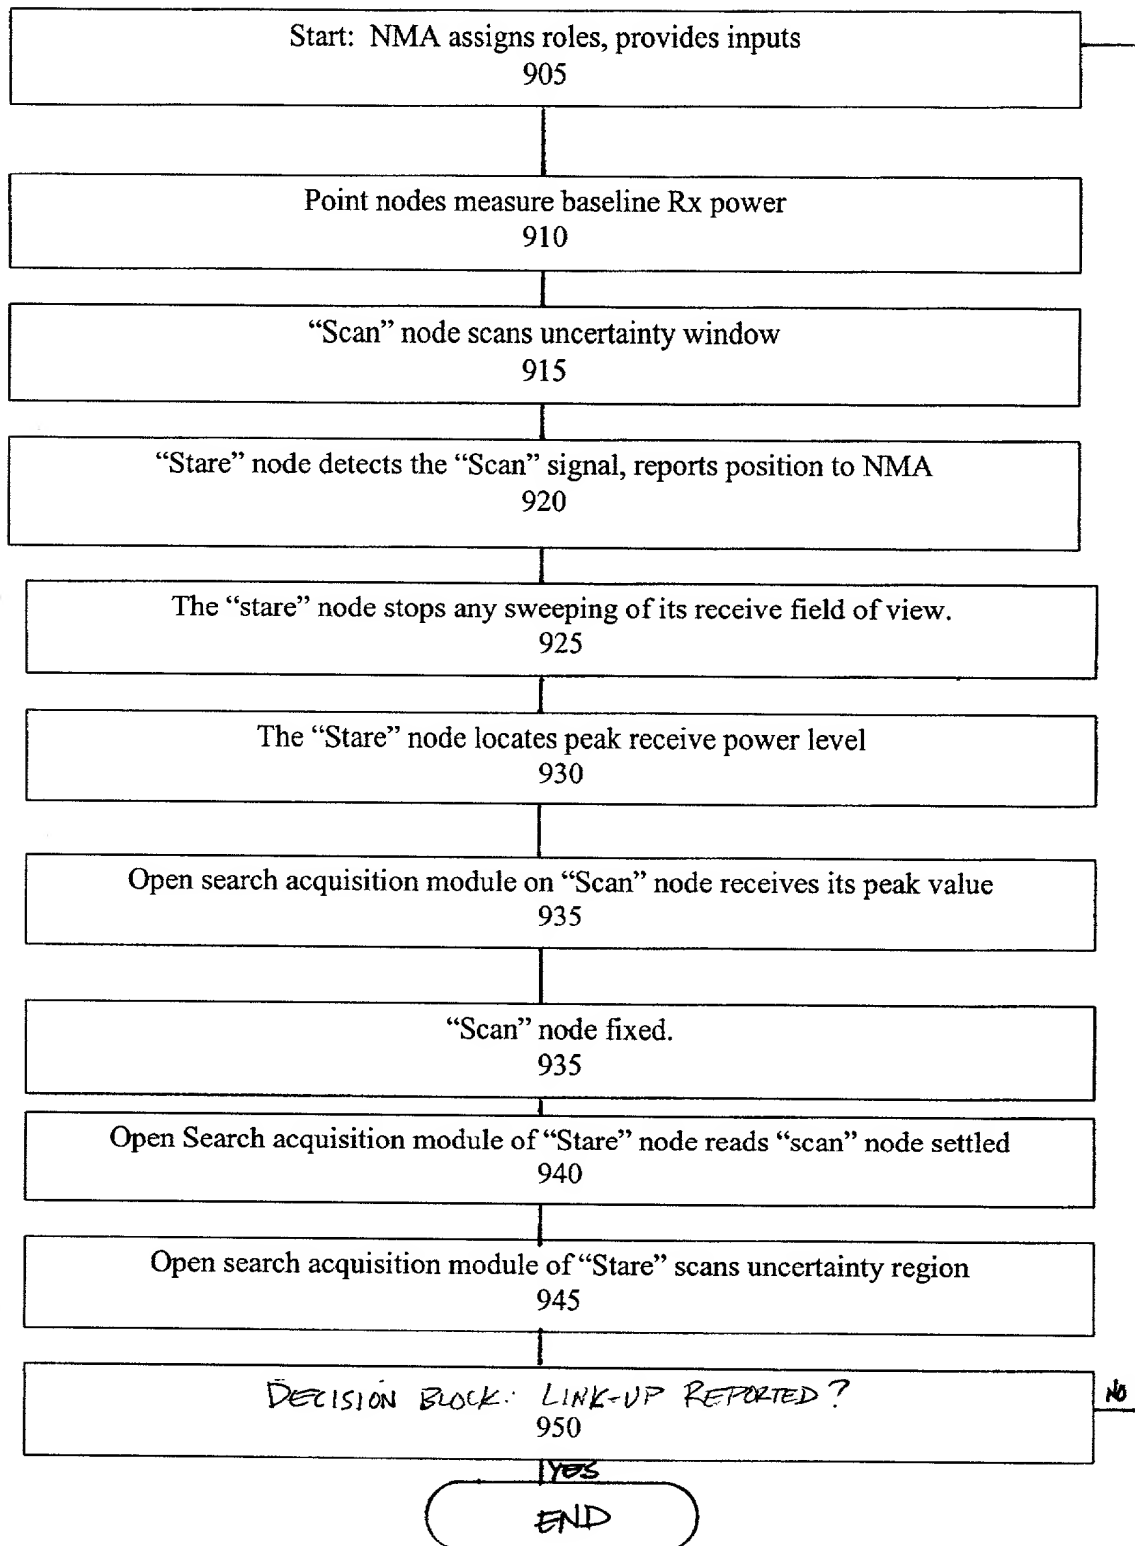 Start: NMA assigns roles, provides inputs
905
Point nodes measure baseline Rx power
910
“Scan” node scans uncertainty window
915
“Stare” node detects the “Scan” signal, reports position to NMA
920
The “stare” node stops any sweeping of its receive field of view.
925
The “Stare” node locates peak receive power level
930
Open search acquisition module on “Scan” node receives its peak value
935
“Scan” node fixed.
935
Open Search acquisition module of “Stare” node reads “scan” node settled
940
Open search acquisition module of “Stare” scans uncertainty region
945
DECISION BLOCK: LINK-UP REPORTED?
NO
950
YES
END